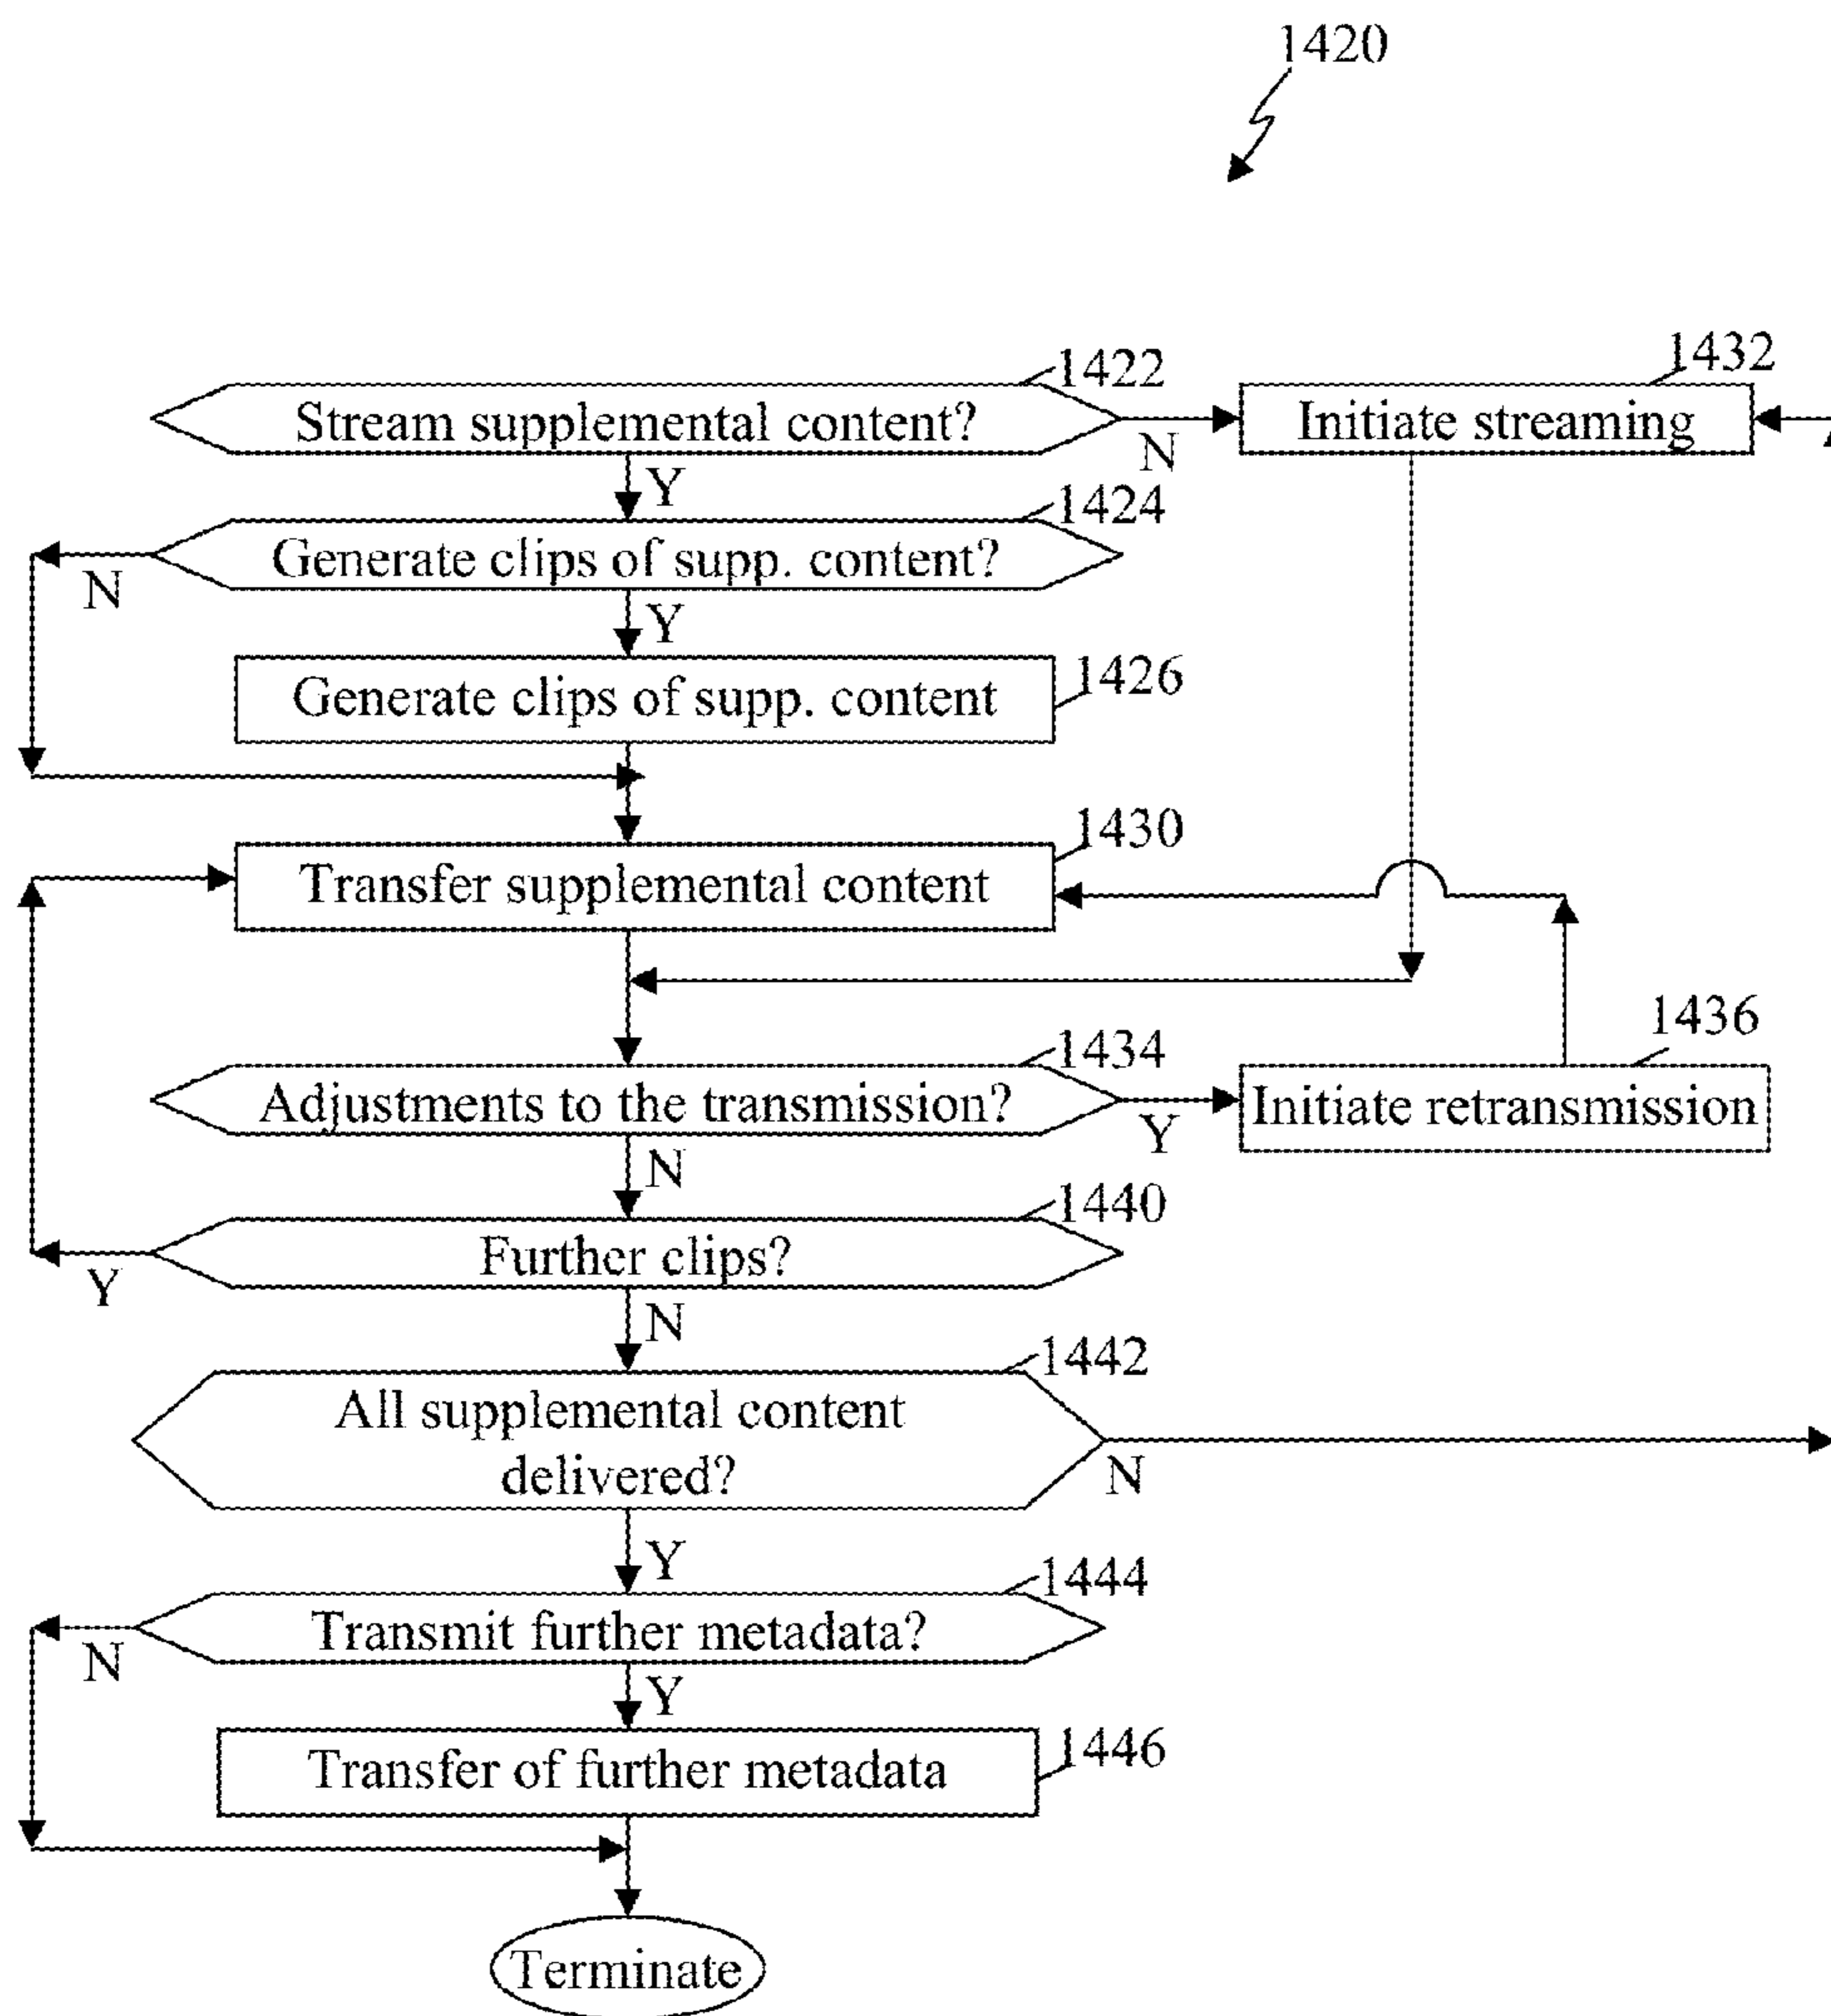 1420
1422
1432
Stream supplemental content?
Initiate streaming
N
Y
1424
Generate clips of supp. content?
N
Y
1426
Generate clips of supp. content
1430
Transfer supplemental content
1436
1434
Adjustments to the transmission?
Initiate retransmission
Y
N
1440
Further clips?
Y
N
1442
All supplemental content
delivered?
N
Y
1444
Transmit further metadata?
N
Y
1446
Transfer of further metadata
Terminate